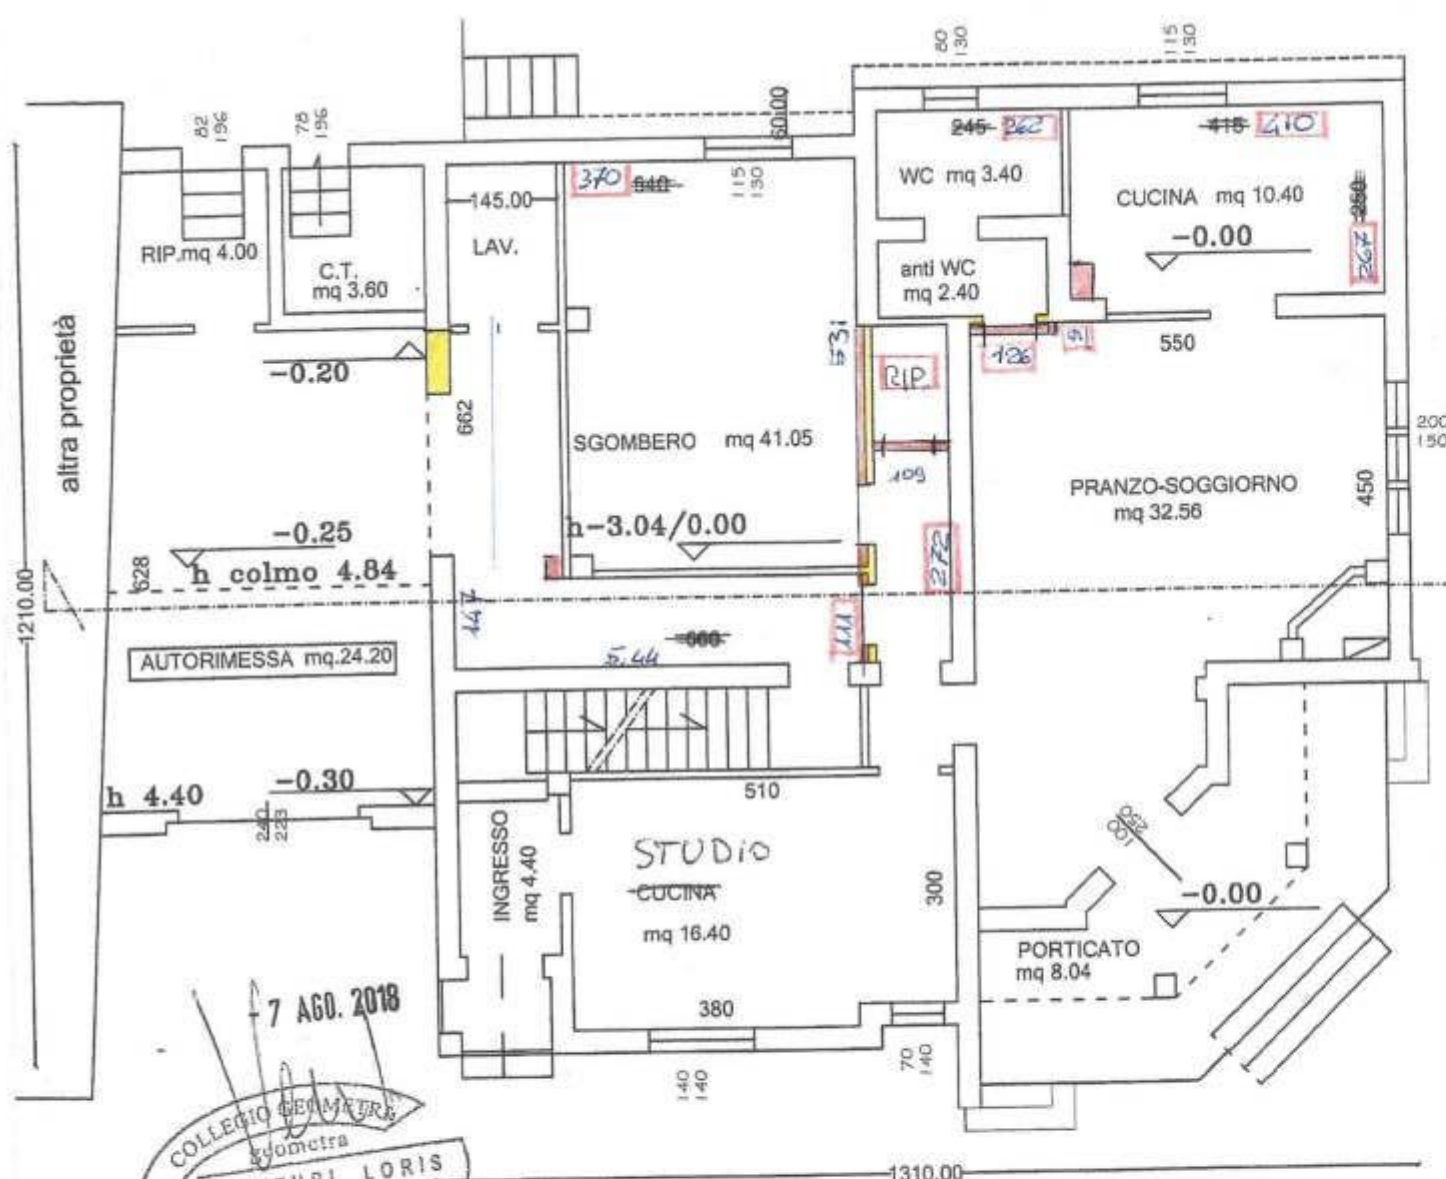 80
130
115
130
82
196
78
196
60.00
245
262
415
410
370
540
115
130
145.00
WC mq 3.40
CUCINA mq 10.40
250
267
-0.00
LAV.
RIP.mq 4.00
C.T.
mq 3.60
anti WC
mq 2.40
altra proprietà
-0.20
531
RIP.
126
550
662
SGOMBERO mq 41.05
109
200
150
PRANZO-SOGGIORNO
mq 32.56
450
-0.25
h-3.04/0.00
h colmo 4.84
628
272
1210.00
147
111
AUTORIMESSA mq.24.20
5.44
660
-0.30
h 4.40
240
223
510
INGRESSO
mq 4.40
STUDiO
CUCINA
mq 16.40
300
100
250
-0.00
PORTICATO
mq 8.04
380
- 7 AGO. 2018
140
140
70
140
COLLEGIO GEOMETRI
geometra
LORIS
1310.00